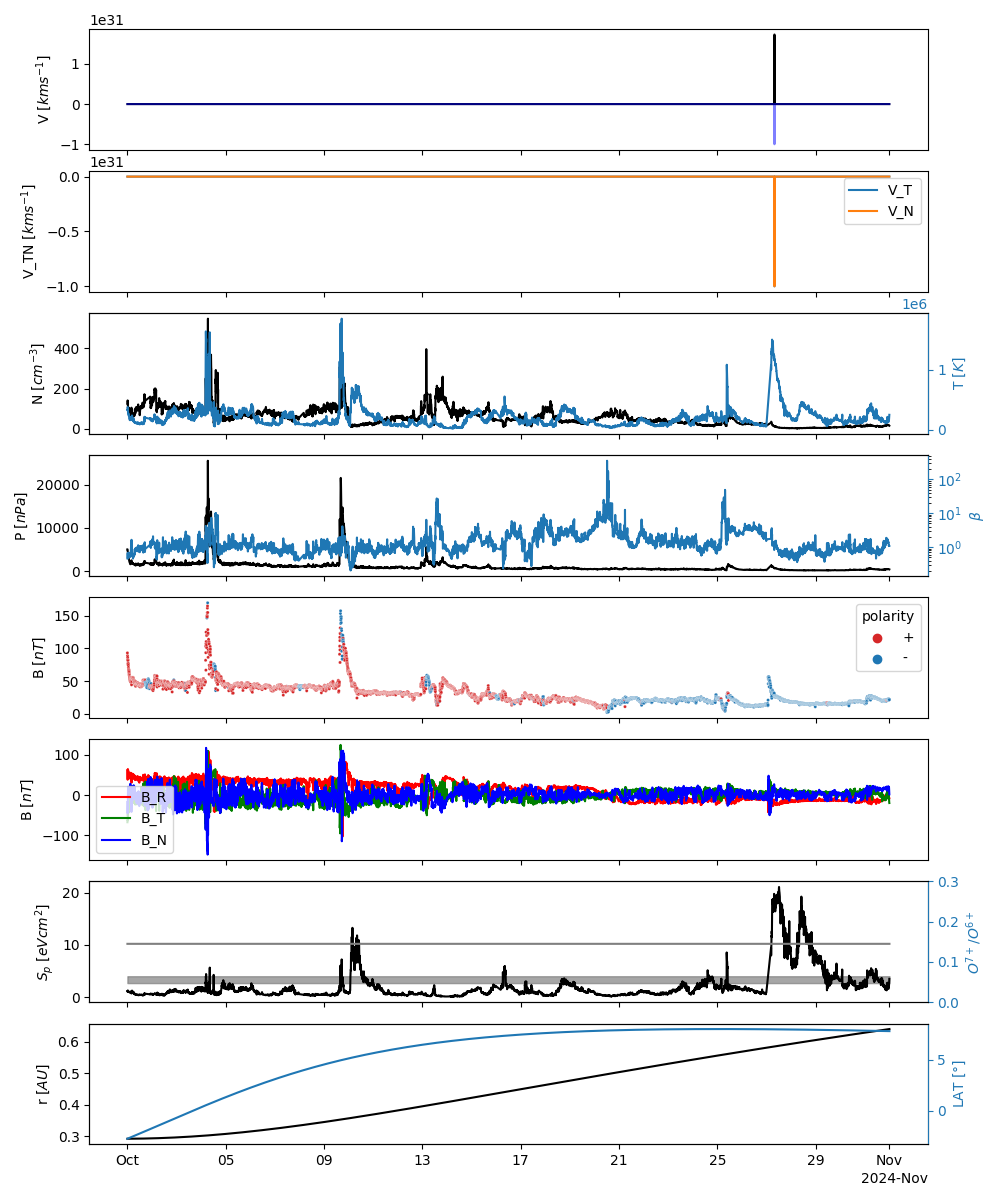 1e31
V [kms⁻¹]
1
0
−1
1e31
V_TN [kms⁻¹]
0.0
−0.5
−1.0
V_T
V_N
1e6
N [cm⁻³]
400
200
0
1
0
T [K]
P [nPa]
20000
10000
0
10²
10¹
10⁰
β
B [nT]
150
100
50
0
polarity
+
-
B [nT]
100
0
−100
B_R
B_T
B_N
Sₚ [eVcm²]
20
10
0
0.3
0.2
0.1
0.0
O⁷⁺/O⁶⁺
r [AU]
0.6
0.5
0.4
0.3
5
0
LAT [°]
Oct 05 09 13 17 21 25 29 Nov
2024-Nov